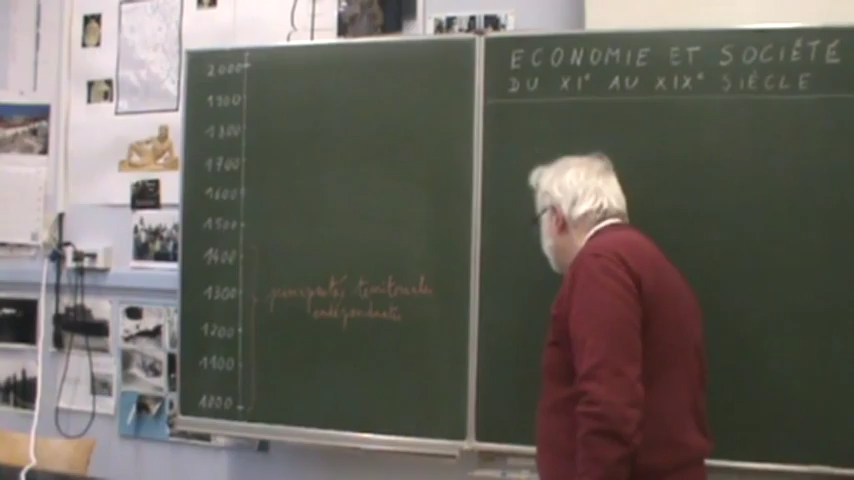 ECONOMIE ET SOCIÉTÉ
DU XIe AU XIXe SIÈCLE
2000
1900
1800
1700
1600
1500
1400
1300
1200
1100
1000
principautés territoriales
indépendantes